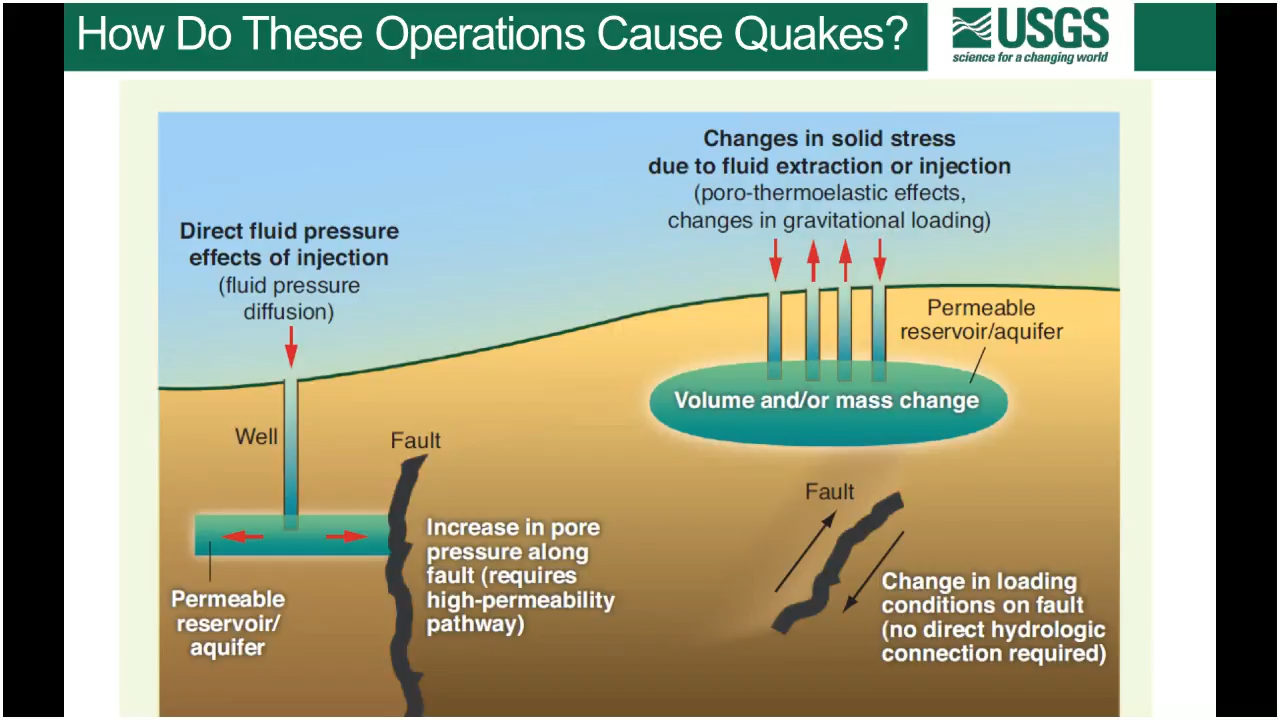 How Do These Operations Cause Quakes?
USGS
science for a changing world
Changes in solid stress
due to fluid extraction or injection
(poro-thermoelastic effects,
changes in gravitational loading)
Direct fluid pressure
effects of injection
(fluid pressure
diffusion)
Permeable
reservoir/aquifer
Volume and/or mass change
Well
Fault
Fault
Increase in pore
pressure along
fault (requires
high-permeability
pathway)
Change in loading
conditions on fault
(no direct hydrologic
connection required)
Permeable
reservoir/
aquifer